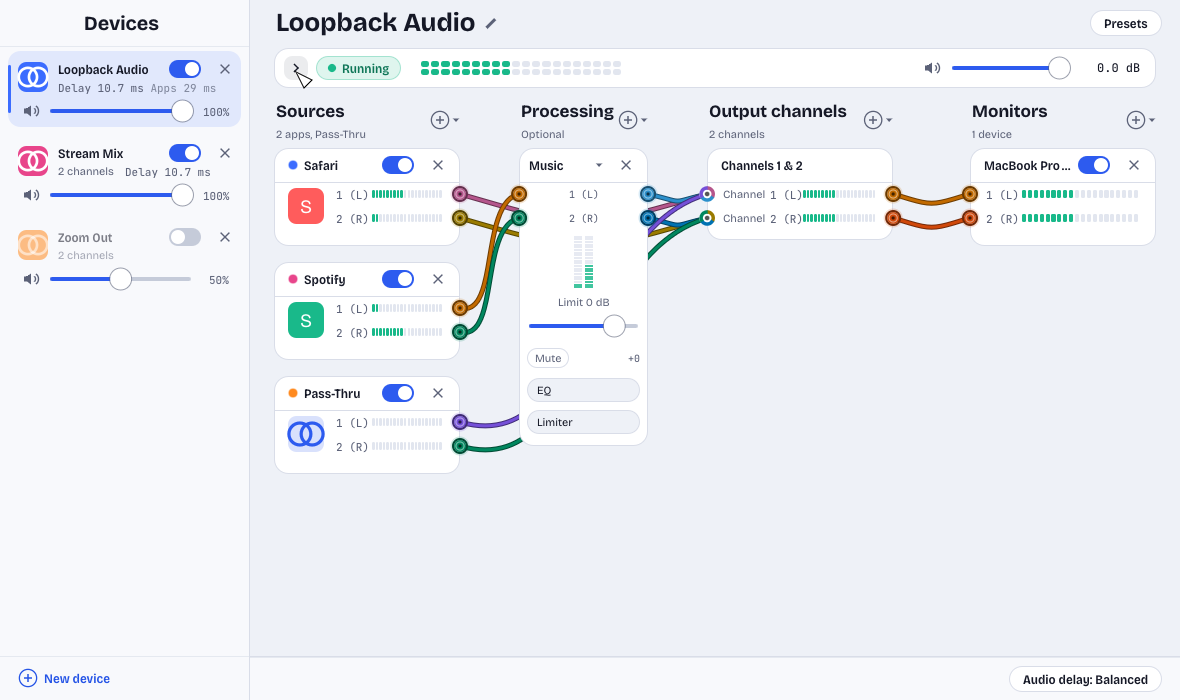 Devices
Loopback Audio
Delay 10.7 ms Apps 29 ms
100%
Stream Mix
2 channels Delay 10.7 ms
100%
Zoom Out
2 channels
50%
New device
Loopback Audio
Presets
Running
0.0 dB
Sources
2 apps, Pass-Thru
Processing
Optional
Output channels
2 channels
Monitors
1 device
Safari
S
1 (L)
2 (R)
Spotify
S
1 (L)
2 (R)
Pass-Thru
1 (L)
2 (R)
Music
1 (L)
2 (R)
Limit 0 dB
Mute
+0
EQ
Limiter
Channels 1 & 2
Channel 1 (L)
Channel 2 (R)
MacBook Pro ...
1 (L)
2 (R)
Audio delay: Balanced